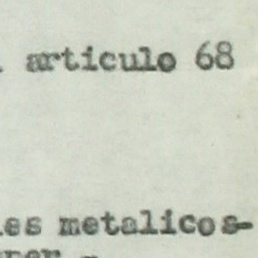 articulo 68
es metalicos-